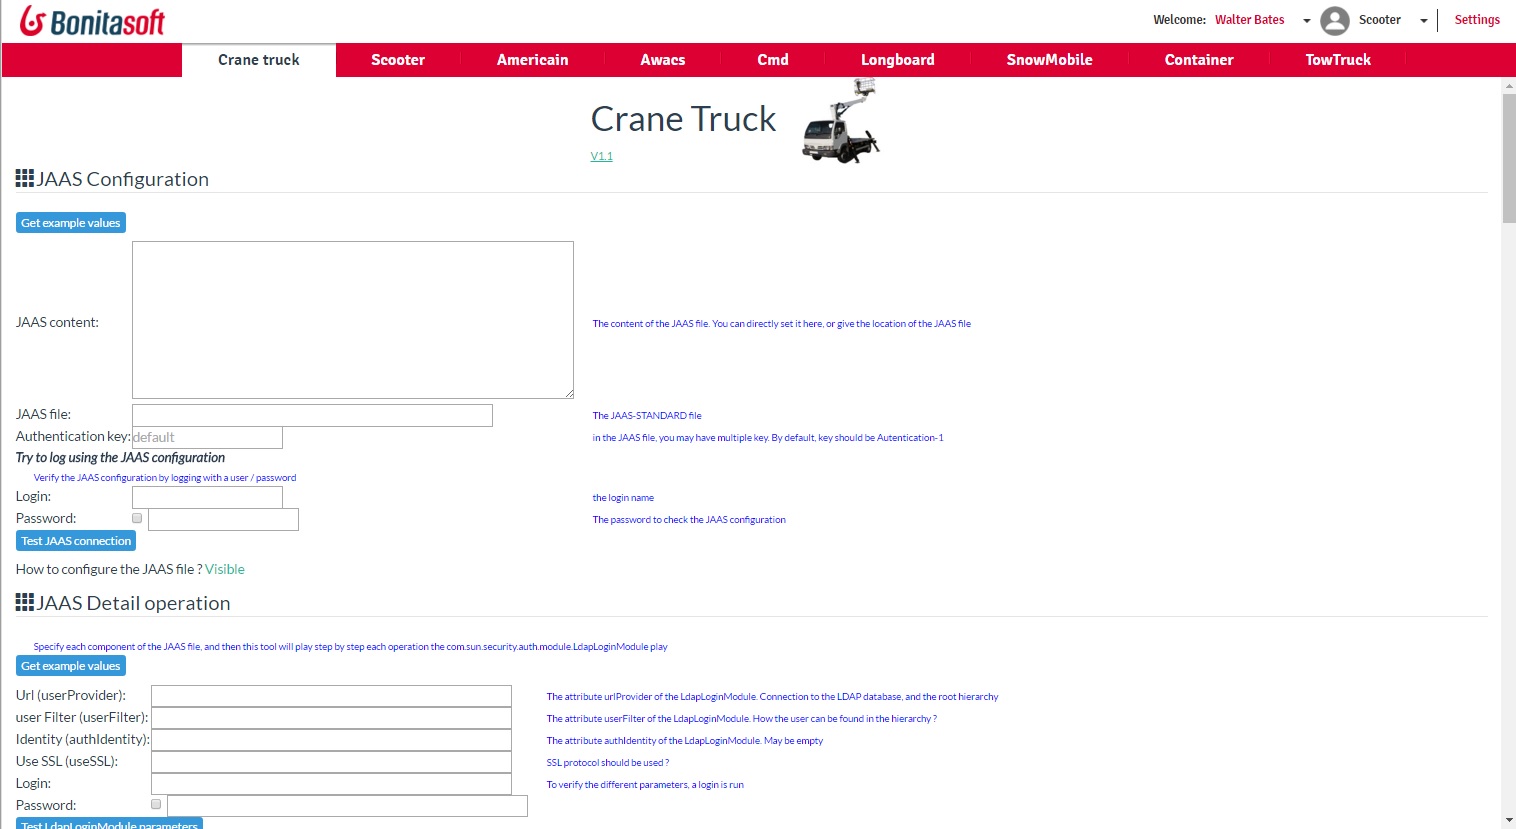 Bonitasoft
Welcome: Walter Bates Scooter Settings
Crane truck Scooter Americain Awacs Cmd Longboard SnowMobile Container TowTruck
Crane Truck
V1.1
JAAS Configuration
Get example values
JAAS content: The content of the JAAS file. You can directly set it here, or give the location of the JAAS file
JAAS file: The JAAS-STANDARD file
Authentication key: default in the JAAS file, you may have multiple key. By default, key should be Autentication-1
Try to log using the JAAS configuration
Verify the JAAS configuration by logging with a user / password
Login: the login name
Password: The password to check the JAAS configuration
Test JAAS connection
How to configure the JAAS file ? Visible
JAAS Detail operation
Specify each component of the JAAS file, and then this tool will play step by step each operation the com.sun.security.auth.module.LdapLoginModule play
Get example values
Url (userProvider): The attribute urlProvider of the LdapLoginModule. Connection to the LDAP database, and the root hierarchy
user Filter (userFilter): The attribute userFilter of the LdapLoginModule. How the user can be found in the hierarchy ?
Identity (authIdentity): The attribute authIdentity of the LdapLoginModule. May be empty
Use SSL (useSSL): SSL protocol should be used ?
Login: To verify the different parameters, a login is run
Password:
Test LdapLoginModule parameters